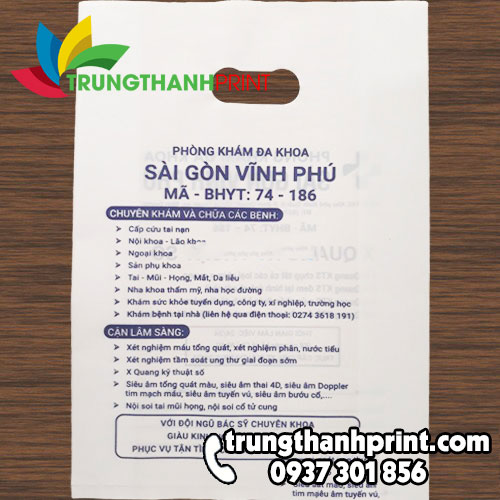 TRUNGTHANHPRINT
PHÒNG KHÁM ĐA KHOA
SÀI GÒN VĨNH PHÚ
MÃ - BHYT: 74 - 186
CHUYÊN KHÁM VÀ CHỮA CÁC BỆNH:
Cấp cứu tai nạn
Nội khoa - Lão khoa
Ngoại khoa
Sản phụ khoa
Tai - Mũi - Họng, Mắt, Da liễu
Nha khoa thẩm mỹ, nha học đường
Khám sức khỏe tuyển dụng, công ty, xí nghiệp, trường học
Khám bệnh tại nhà (liên hệ qua điện thoại: 0274 3618 191)
CẬN LÂM SÀNG:
Xét nghiệm máu tổng quát, xét nghiệm phân, nước tiểu
Xét nghiệm tầm soát ung thư giai đoạn sớm
X Quang kỹ thuật số
Siêu âm tổng quát màu, siêu âm thai 4D, siêu âm Doppler
tim mạch màu, siêu âm tuyến vú, siêu âm bướu cổ,....
Nội soi tai mũi họng, nội soi cổ tử cung
VỚI ĐỘI NGŨ BÁC SỸ CHUYÊN KHOA
GIÀU KINH
PHỤC VỤ TẬN TÌ
trungthanhprint.com
0937 301 856